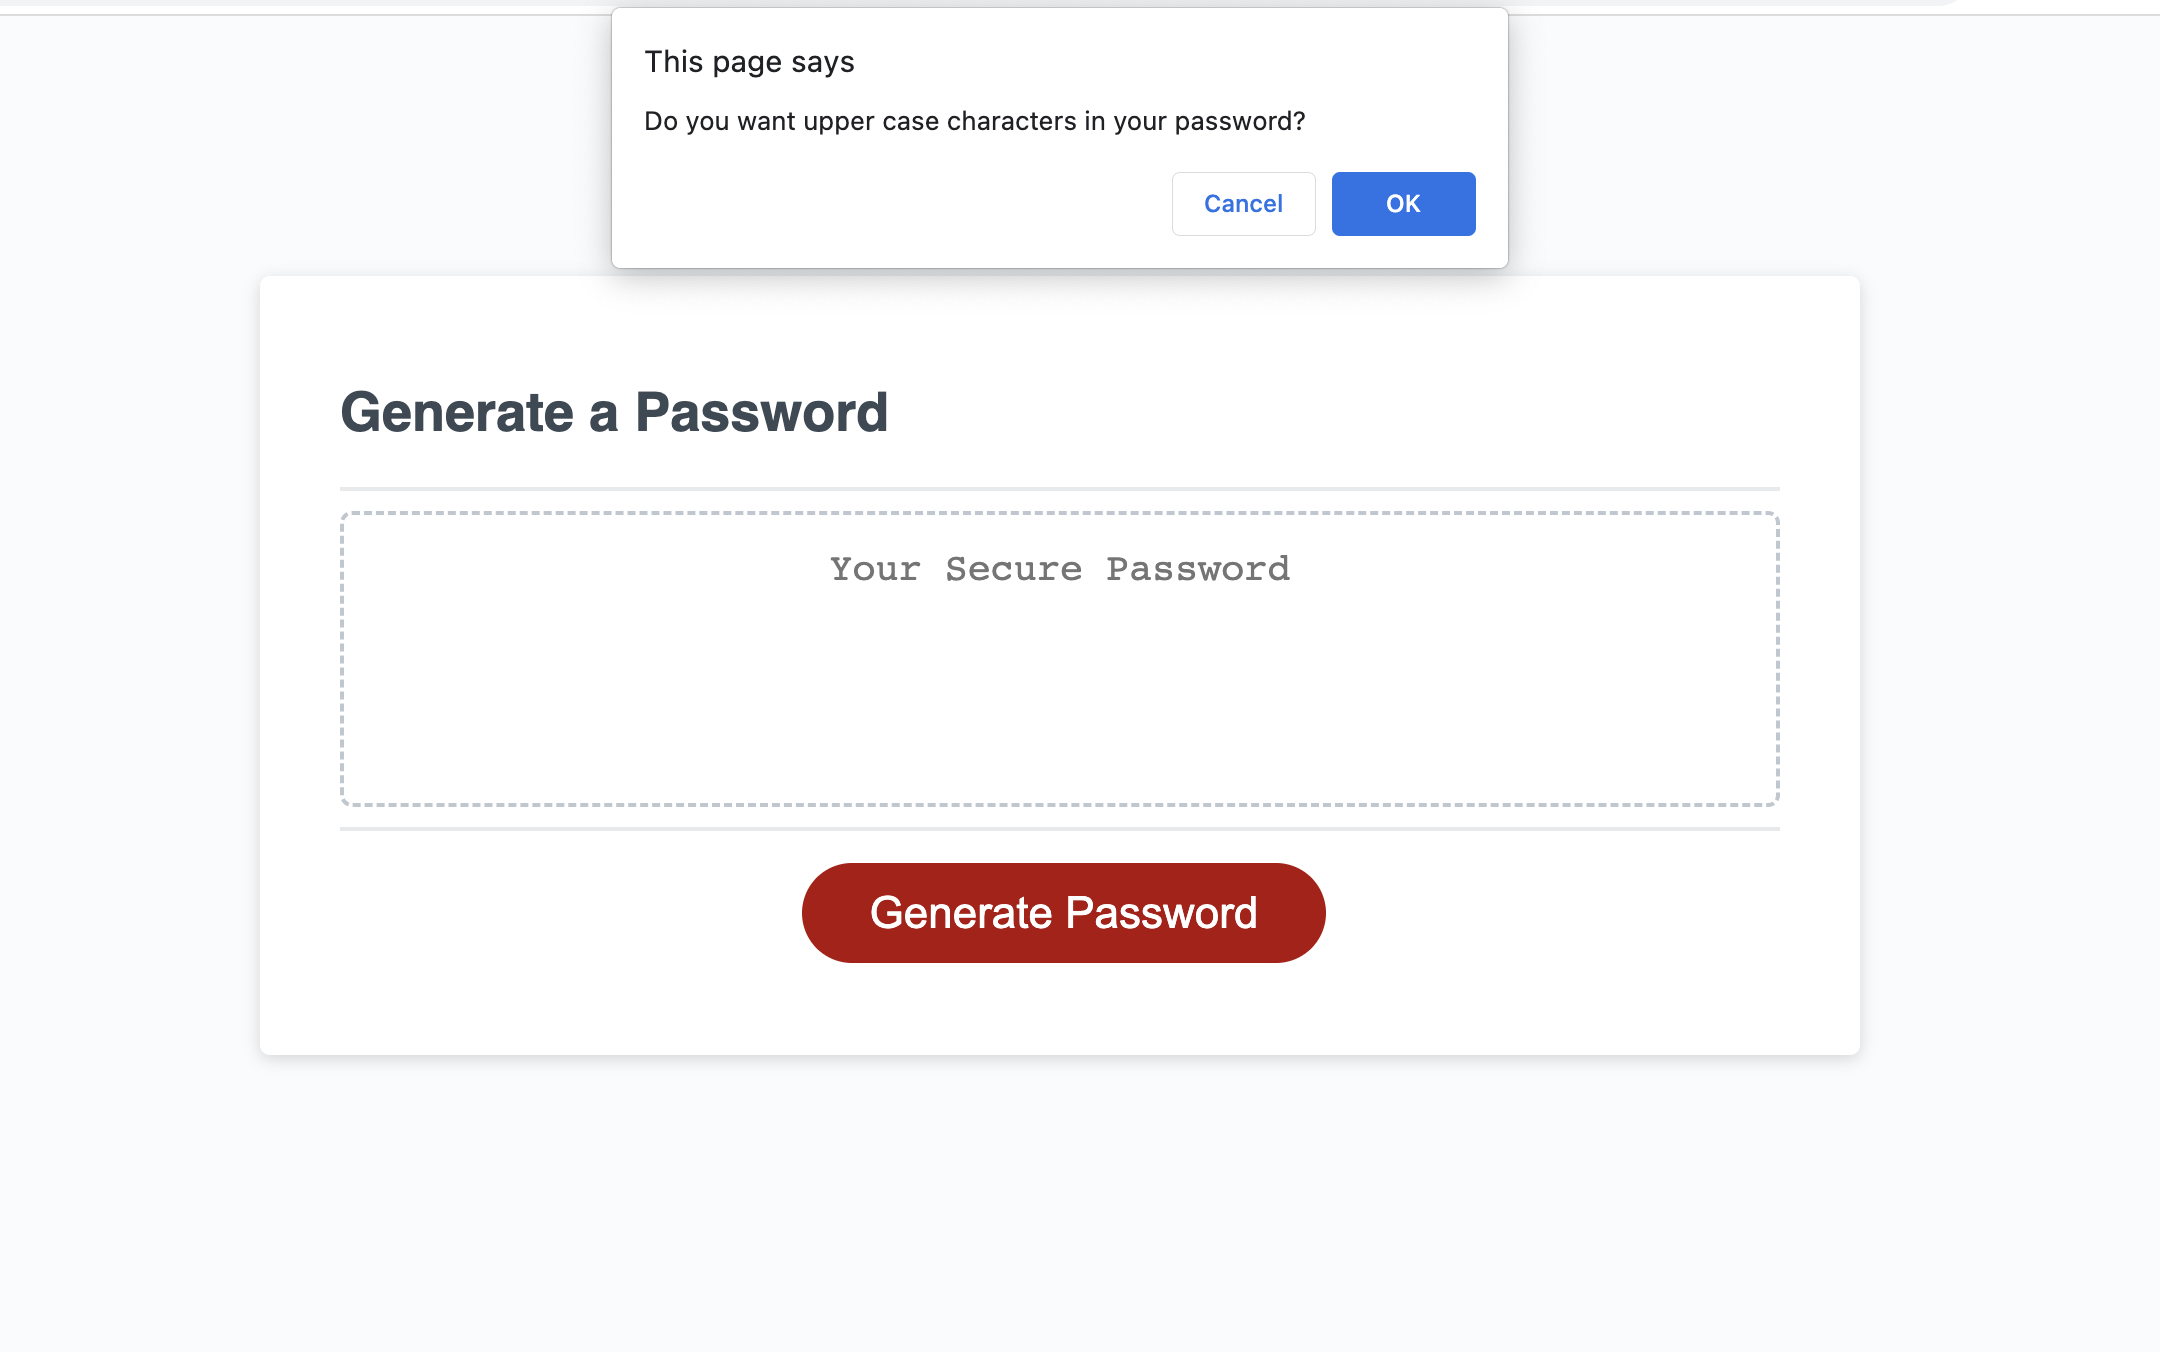 This page says
Do you want upper case characters in your password?
Cancel
OK
Generate a Password
Your Secure Password
Generate Password